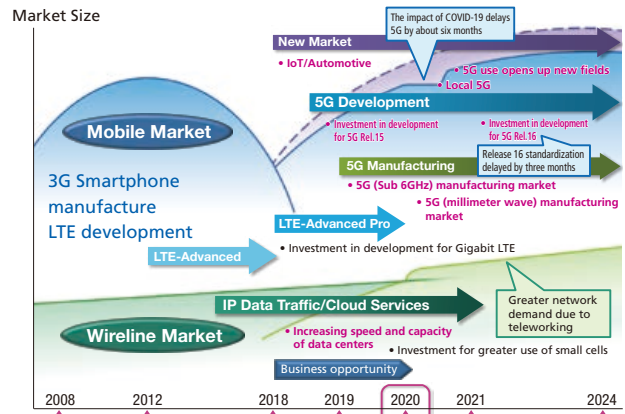 Market Size
The impact of COVID-19 delays
5G by about six months
New Market
• IoT/Automotive
• 5G use opens up new fields
• Local 5G
5G Development
Mobile Market
• Investment in development
for 5G Rel.15
• Investment in development
for 5G Rel.16
Release 16 standardization
delayed by three months
5G Manufacturing
3G Smartphone
manufacture
LTE development
• 5G (Sub 6GHz) manufacturing market
• 5G (millimeter wave) manufacturing
market
LTE-Advanced Pro
LTE-Advanced
• Investment in development for Gigabit LTE
IP Data Traffic/Cloud Services
Greater network
demand due to
teleworking
Wireline Market
• Increasing speed and capacity
of data centers
• Investment for greater use of small cells
Business opportunity
2008 2012 2018 2019 2020 2021 2024